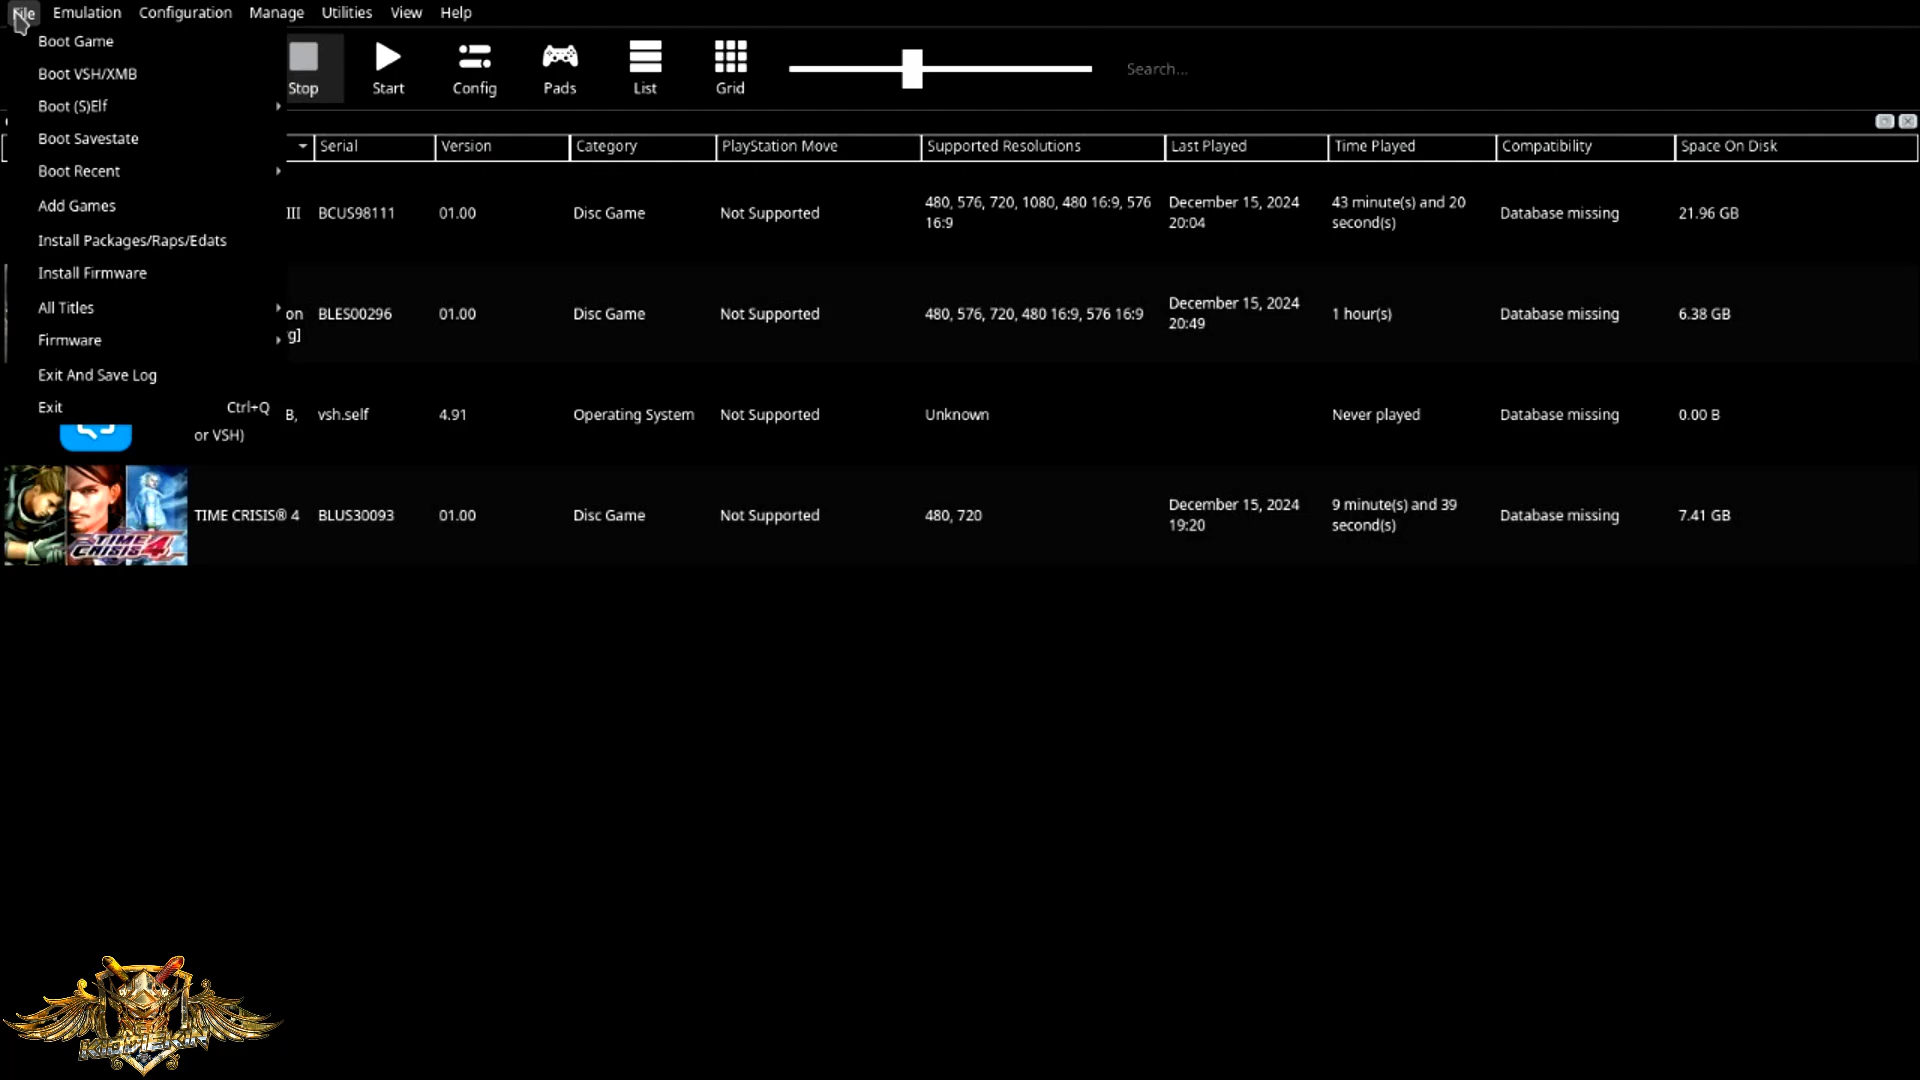 File Emulation Configuration Manage Utilities View Help
Boot Game
Boot VSH/XMB
Boot (S)Elf
Boot Savestate
Boot Recent
Add Games
Install Packages/Raps/Edats
Install Firmware
All Titles
Firmware
Exit And Save Log
Exit Ctrl+Q
Stop Start Config Pads List Grid Search...
Serial Version Category PlayStation Move Supported Resolutions Last Played Time Played Compatibility Space On Disk
III BCUS98111 01.00 Disc Game Not Supported 480, 576, 720, 1080, 480 16:9, 576 December 15, 2024 43 minute(s) and 20 Database missing 21.96 GB
16:9 20:04 second(s)
on BLES00296 01.00 Disc Game Not Supported 480, 576, 720, 480 16:9, 576 16:9 December 15, 2024 1 hour(s) Database missing 6.38 GB
g] 20:49
B, vsh.self 4.91 Operating System Not Supported Unknown Never played Database missing 0.00 B
or VSH)
TIME CRISIS® 4 BLUS30093 01.00 Disc Game Not Supported 480, 720 December 15, 2024 9 minute(s) and 39 Database missing 7.41 GB
19:20 second(s)
TIME
CRISIS 4